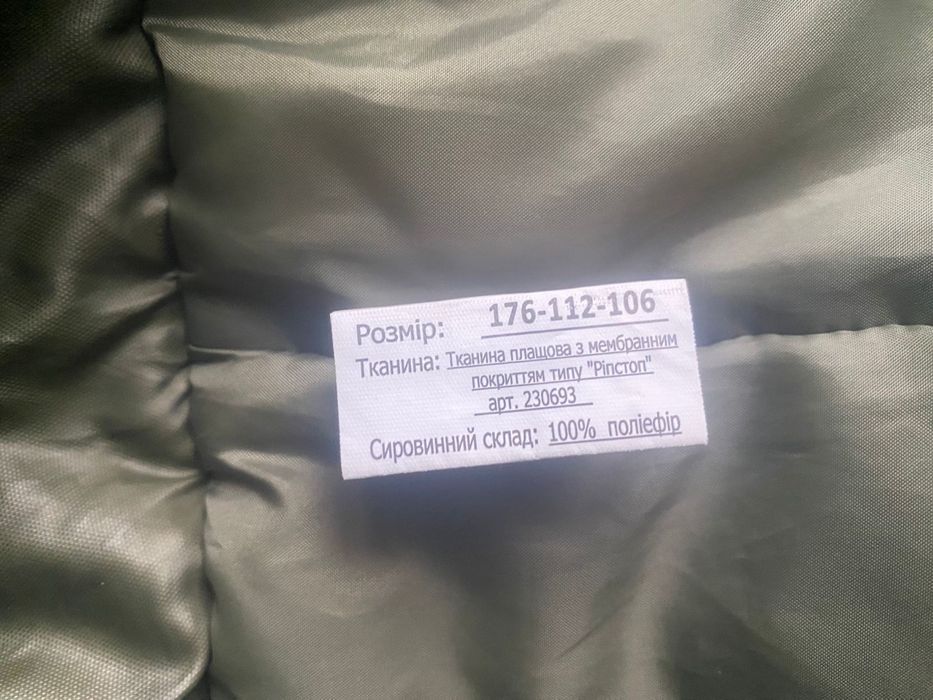 Розмір: 176-112-106
Тканина: Тканина плащова з мембранним
покриттям типу "Ріпстоп"
арт. 230693
Сировинний склад: 100% поліефір